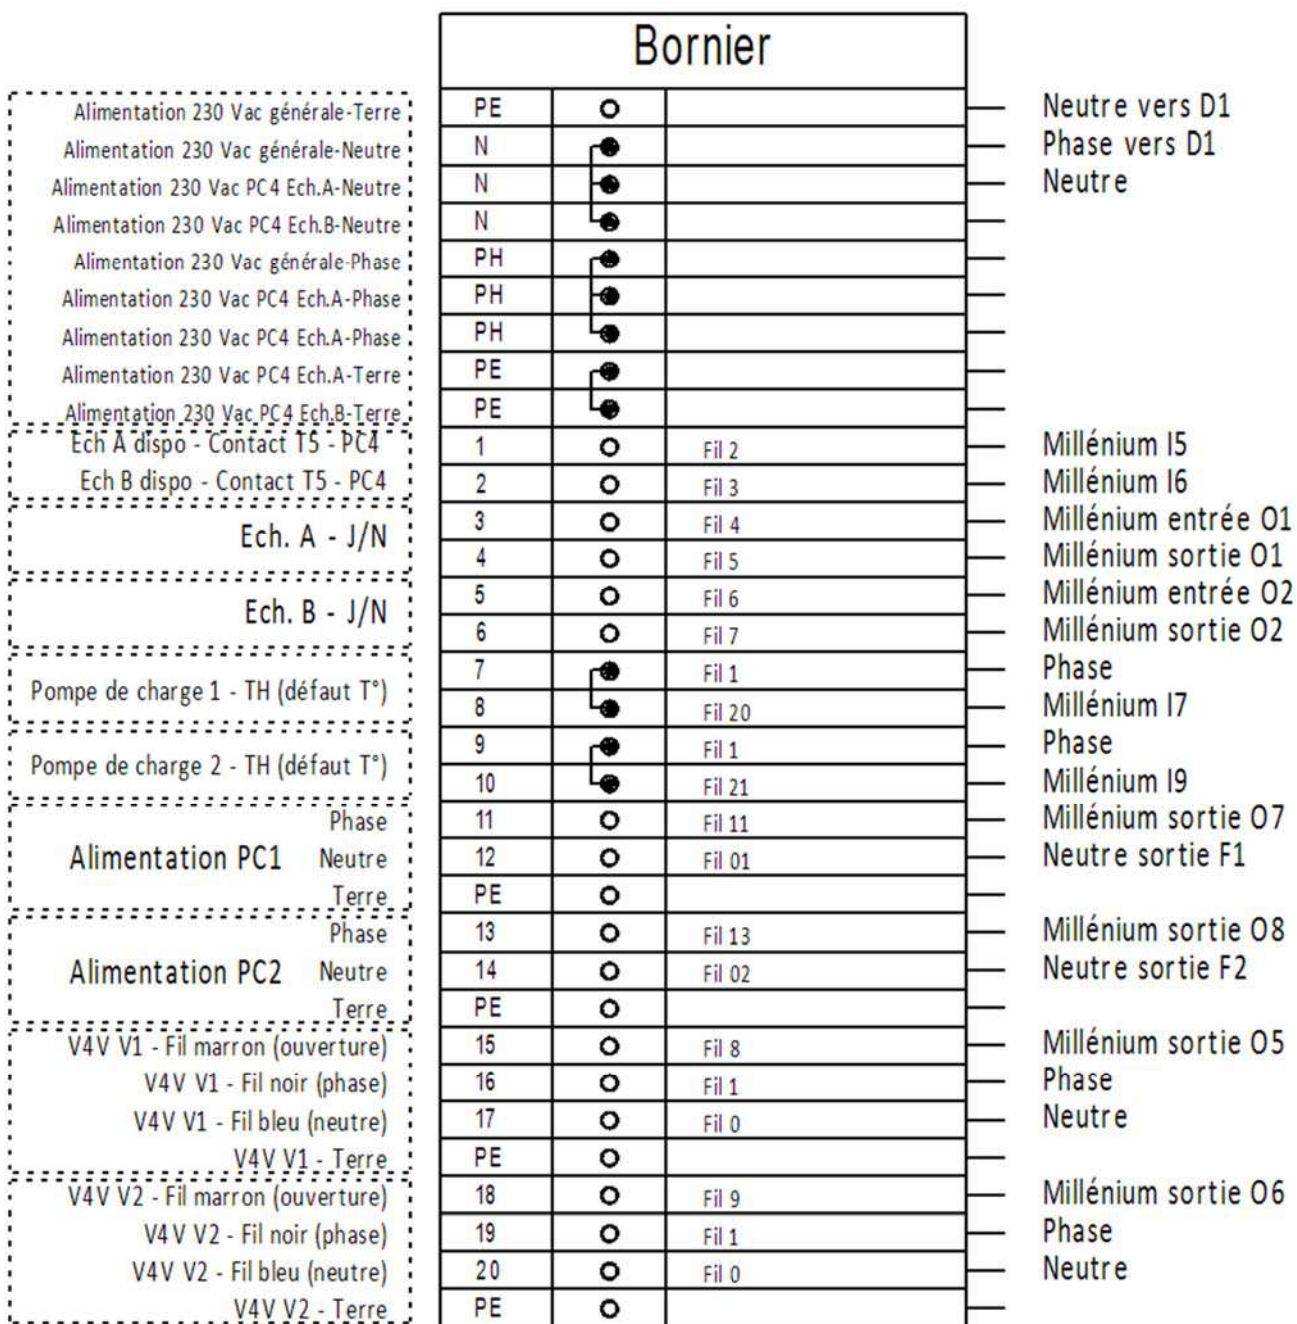 Bornier
Alimentation 230 Vac générale-Terre PE Neutre vers D1
Alimentation 230 Vac générale-Neutre N Phase vers D1
Alimentation 230 Vac PC4 Ech.A-Neutre N Neutre
Alimentation 230 Vac PC4 Ech.B-Neutre N
Alimentation 230 Vac générale-Phase PH
Alimentation 230 Vac PC4 Ech.A-Phase PH
Alimentation 230 Vac PC4 Ech.A-Phase PH
Alimentation 230 Vac PC4 Ech.A-Terre PE
Alimentation 230 Vac PC4 Ech.B-Terre PE
Ech A dispo - Contact T5 - PC4 1 Fil 2 Millénium I5
Ech B dispo - Contact T5 - PC4 2 Fil 3 Millénium I6
Ech. A - J/N 3 Fil 4 Millénium entrée O1
4 Fil 5 Millénium sortie O1
Ech. B - J/N 5 Fil 6 Millénium entrée O2
6 Fil 7 Millénium sortie O2
Pompe de charge 1 - TH (défaut T°) 7 Fil 1 Phase
8 Fil 20 Millénium I7
Pompe de charge 2 - TH (défaut T°) 9 Fil 1 Phase
10 Fil 21 Millénium I9
Phase 11 Fil 11 Millénium sortie O7
Alimentation PC1 Neutre 12 Fil 01 Neutre sortie F1
Terre PE
Phase 13 Fil 13 Millénium sortie O8
Alimentation PC2 Neutre 14 Fil 02 Neutre sortie F2
Terre PE
V4V V1 - Fil marron (ouverture) 15 Fil 8 Millénium sortie O5
V4V V1 - Fil noir (phase) 16 Fil 1 Phase
V4V V1 - Fil bleu (neutre) 17 Fil 0 Neutre
V4V V1 - Terre PE
V4V V2 - Fil marron (ouverture) 18 Fil 9 Millénium sortie O6
V4V V2 - Fil noir (phase) 19 Fil 1 Phase
V4V V2 - Fil bleu (neutre) 20 Fil 0 Neutre
V4V V2 - Terre PE